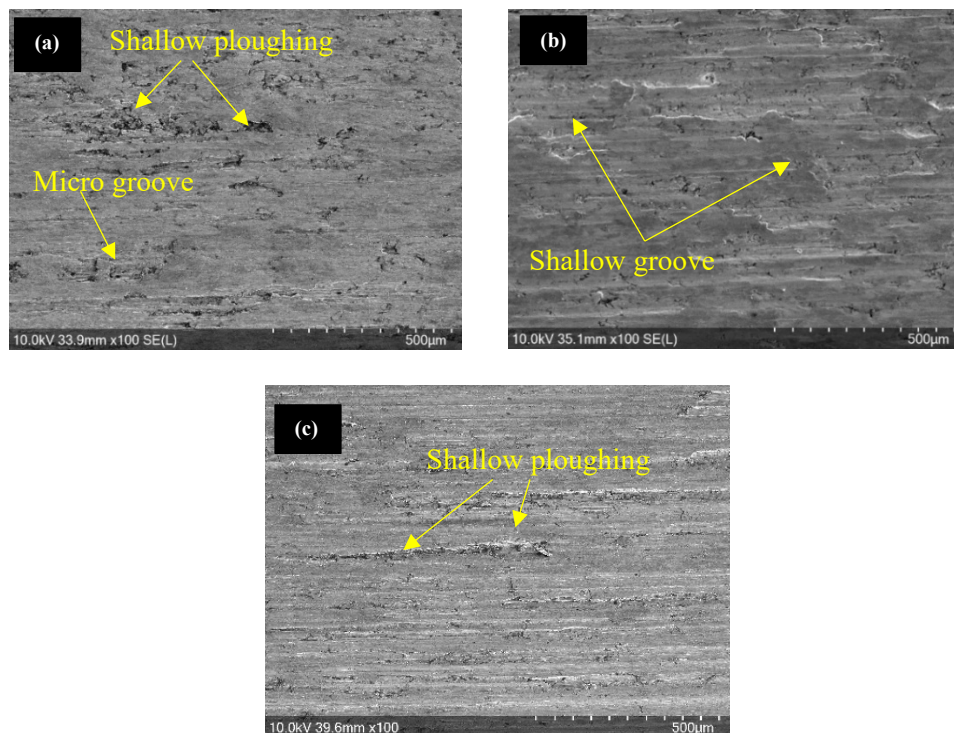 (a)
Shallow ploughing
Micro groove
10.0kV 33.9mm x100 SE(L)
500µm
(b)
Shallow groove
10.0kV 35.1mm x100 SE(L)
500µm
(c)
Shallow ploughing
10.0kV 39.6mm x100
500µm